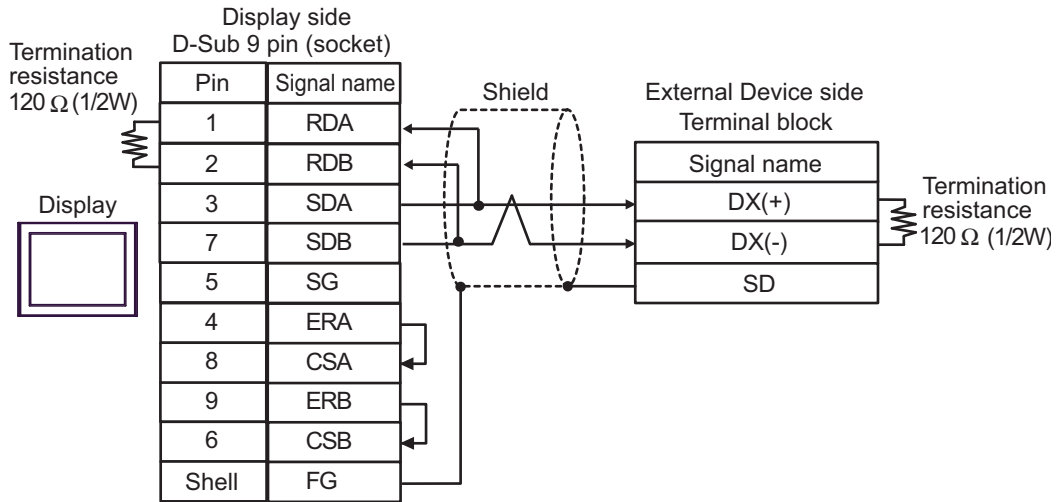 Display side
D-Sub 9 pin (socket)
Termination
resistance
120 Ω (1/2W)
Pin Signal name
1 RDA
2 RDB
3 SDA
7 SDB
5 SG
4 ERA
8 CSA
9 ERB
6 CSB
Shell FG
Display
Shield
External Device side
Terminal block
Signal name
DX(+)
DX(-)
SD
Termination
resistance
120 Ω (1/2W)